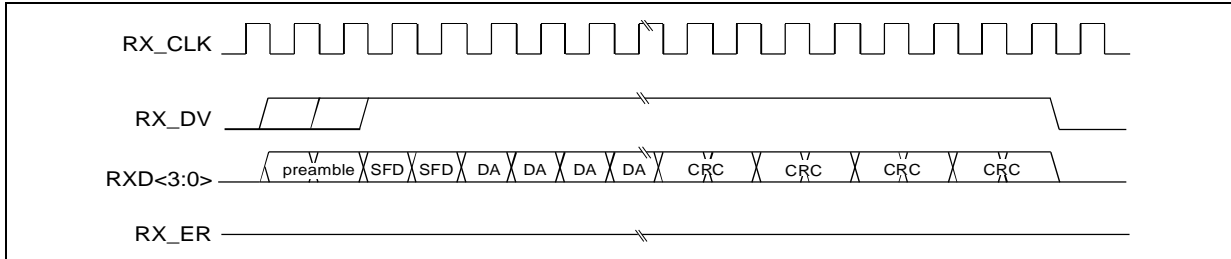 RX_CLK
RX_DV
RXD<3:0> preamble SFD SFD DA DA DA DA CRC CRC CRC CRC
RX_ER